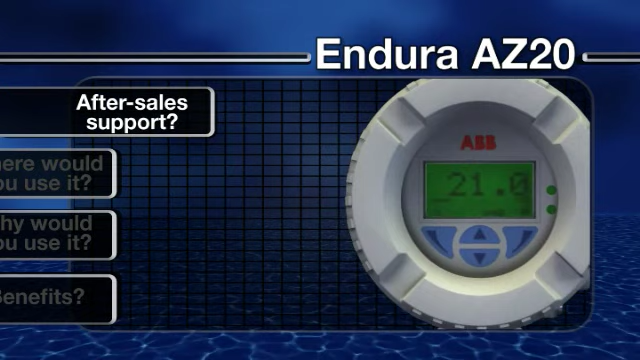 Endura AZ20
After-sales
support?
here would
ou use it?
hy would
ou use it?
Benefits?
ABB
21.0